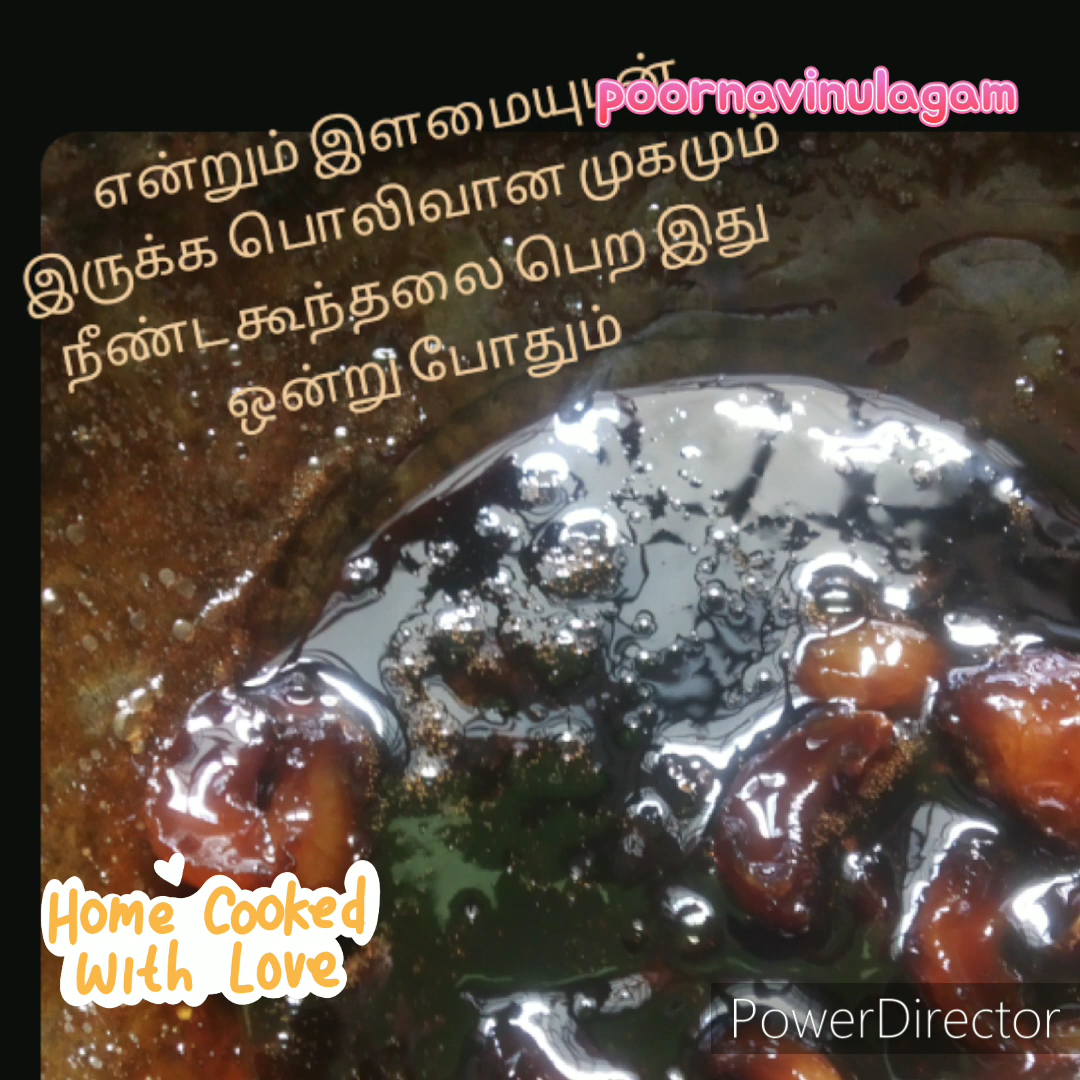 poornavinulagam
என்றும் இளமையுடன்
இருக்க பொலிவான முகமும்
நீண்ட கூந்தலை பெற இது
ஒன்று போதும்
Home Cooked
With Love
PowerDirector